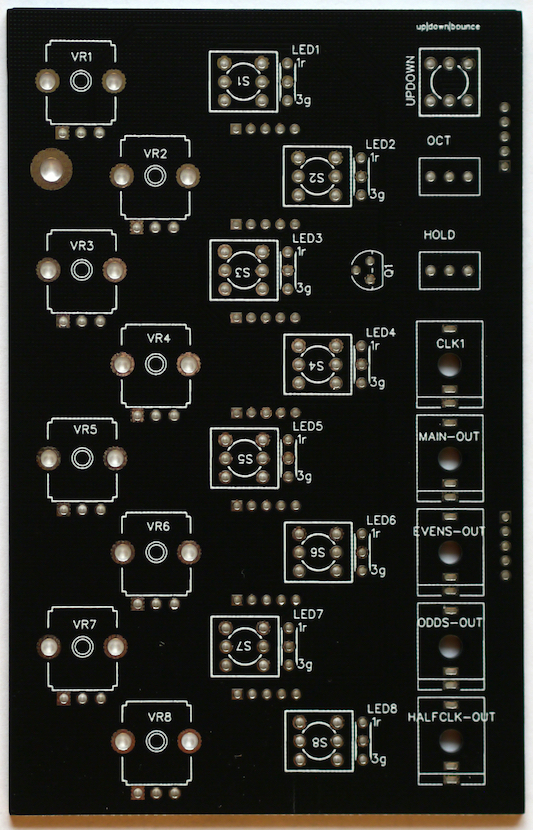 up|down|bounce
VR1
LED1
1r
S1
3g
UPDOWN
VR2
LED2
1r
S2
3g
OCT
VR3
LED3
1r
S3
3g
Q1
HOLD
VR4
LED4
1r
S4
3g
CLK1
VR5
LED5
1r
S5
3g
MAIN-OUT
VR6
LED6
1r
S6
3g
EVENS-OUT
VR7
LED7
1r
S7
3g
ODDS-OUT
VR8
LED8
1r
S8
3g
HALFCLK-OUT